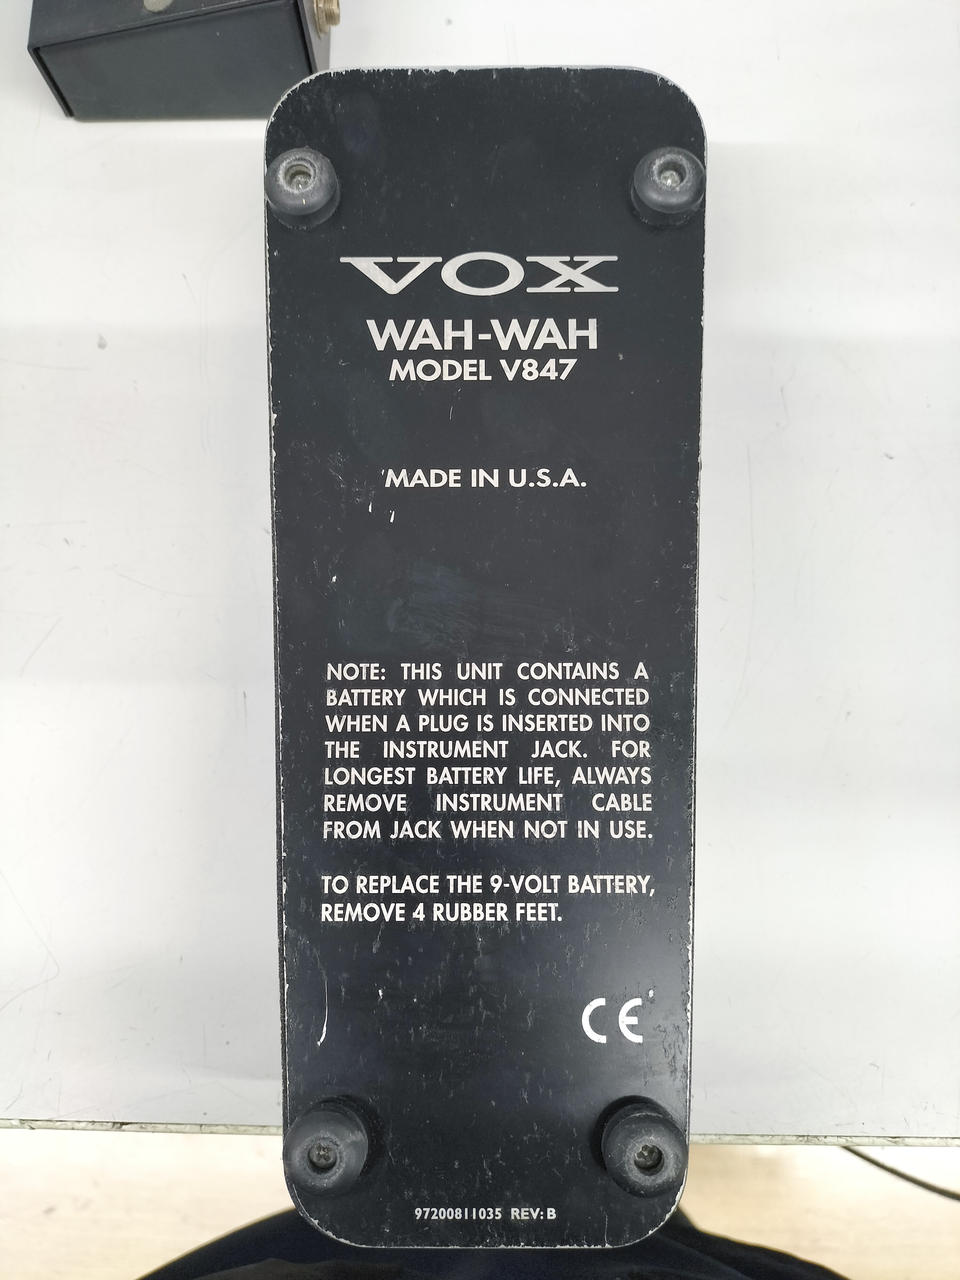 VOX
WAH-WAH
MODEL V847
MADE IN U.S.A.
NOTE: THIS UNIT CONTAINS A
BATTERY WHICH IS CONNECTED
WHEN A PLUG IS INSERTED INTO
THE INSTRUMENT JACK. FOR
LONGEST BATTERY LIFE, ALWAYS
REMOVE INSTRUMENT CABLE
FROM JACK WHEN NOT IN USE.
TO REPLACE THE 9-VOLT BATTERY,
REMOVE 4 RUBBER FEET.
CE
97200811035 REV:B